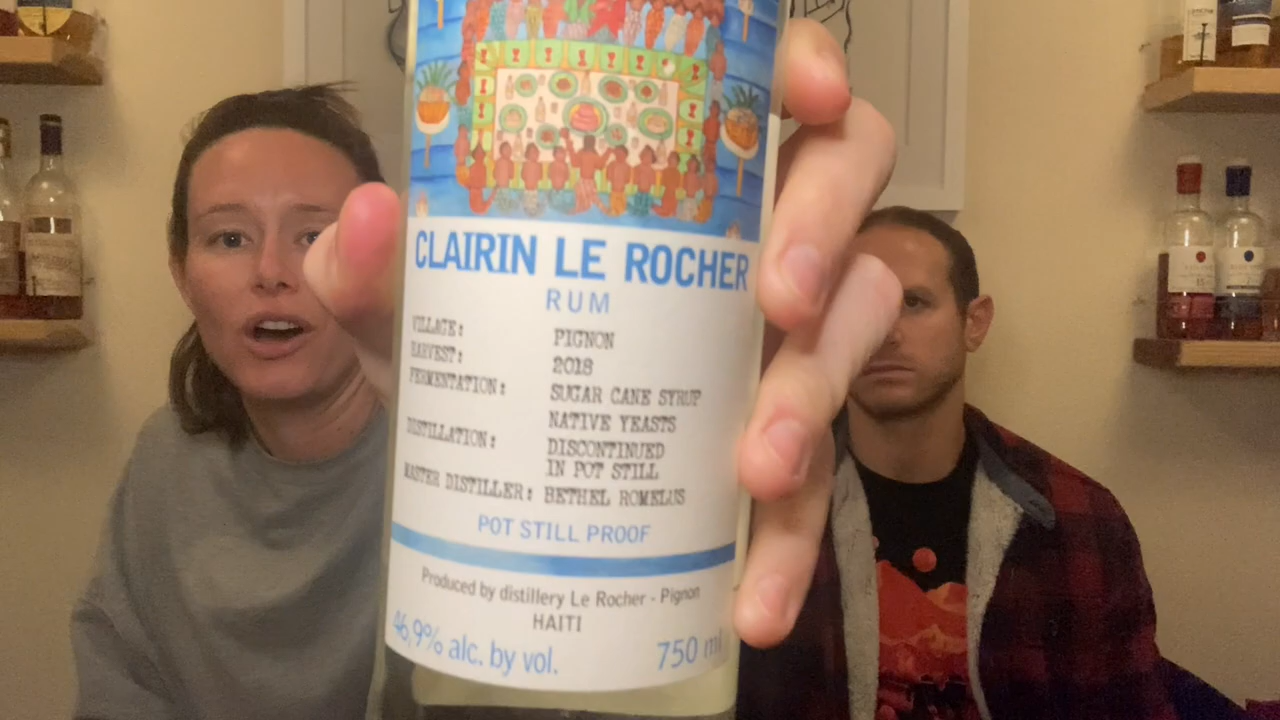 CLAIRIN LE ROCHER
RUM
VILLAGE: PIGNON
HARVEST: 2018
FERMENTATION: SUGAR CANE SYRUP
NATIVE YEASTS
DISTILLATION: DISCONTINUED
IN POT STILL
MASTER DISTILLER: BETHEL ROMELUS
POT STILL PROOF
Produced by distillery Le Rocher - Pignon
HAITI
46,9% alc. by vol. 750 ml